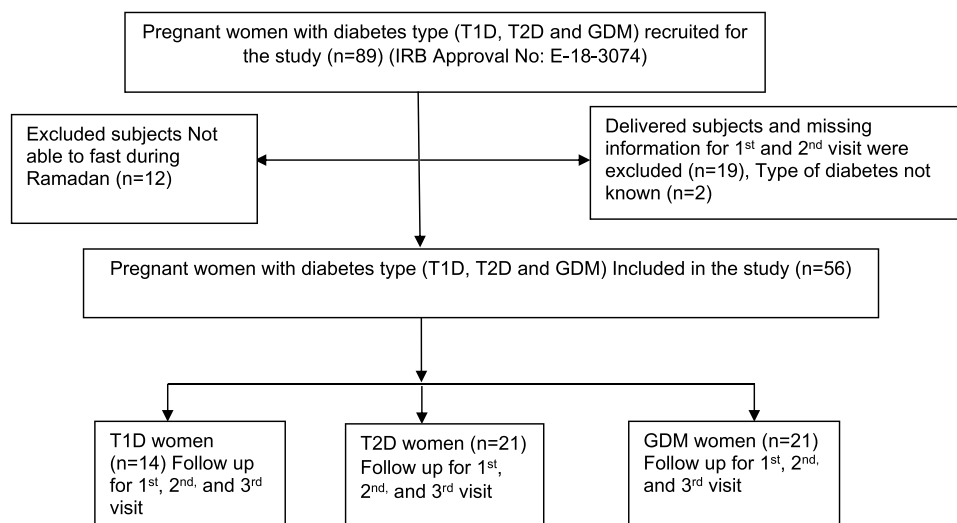 Pregnant women with diabetes type (T1D, T2D and GDM) recruited for
the study (n=89) (IRB Approval No: E-18-3074)
Excluded subjects Not
able to fast during
Ramadan (n=12)
Delivered subjects and missing
information for 1st and 2nd visit were
excluded (n=19), Type of diabetes not
known (n=2)
Pregnant women with diabetes type (T1D, T2D and GDM) Included in the study (n=56)
T1D women
(n=14) Follow up
for 1st, 2nd, and 3rd
visit
T2D women (n=21)
Follow up for 1st,
2nd, and 3rd visit
GDM women (n=21)
Follow up for 1st, 2nd,
and 3rd visit